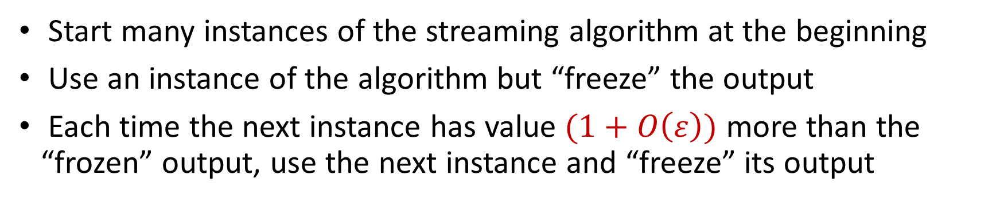 • Start many instances of the streaming algorithm at the beginning
• Use an instance of the algorithm but “freeze” the output
• Each time the next instance has value (1 + O(ε)) more than the
“frozen” output, use the next instance and “freeze” its output